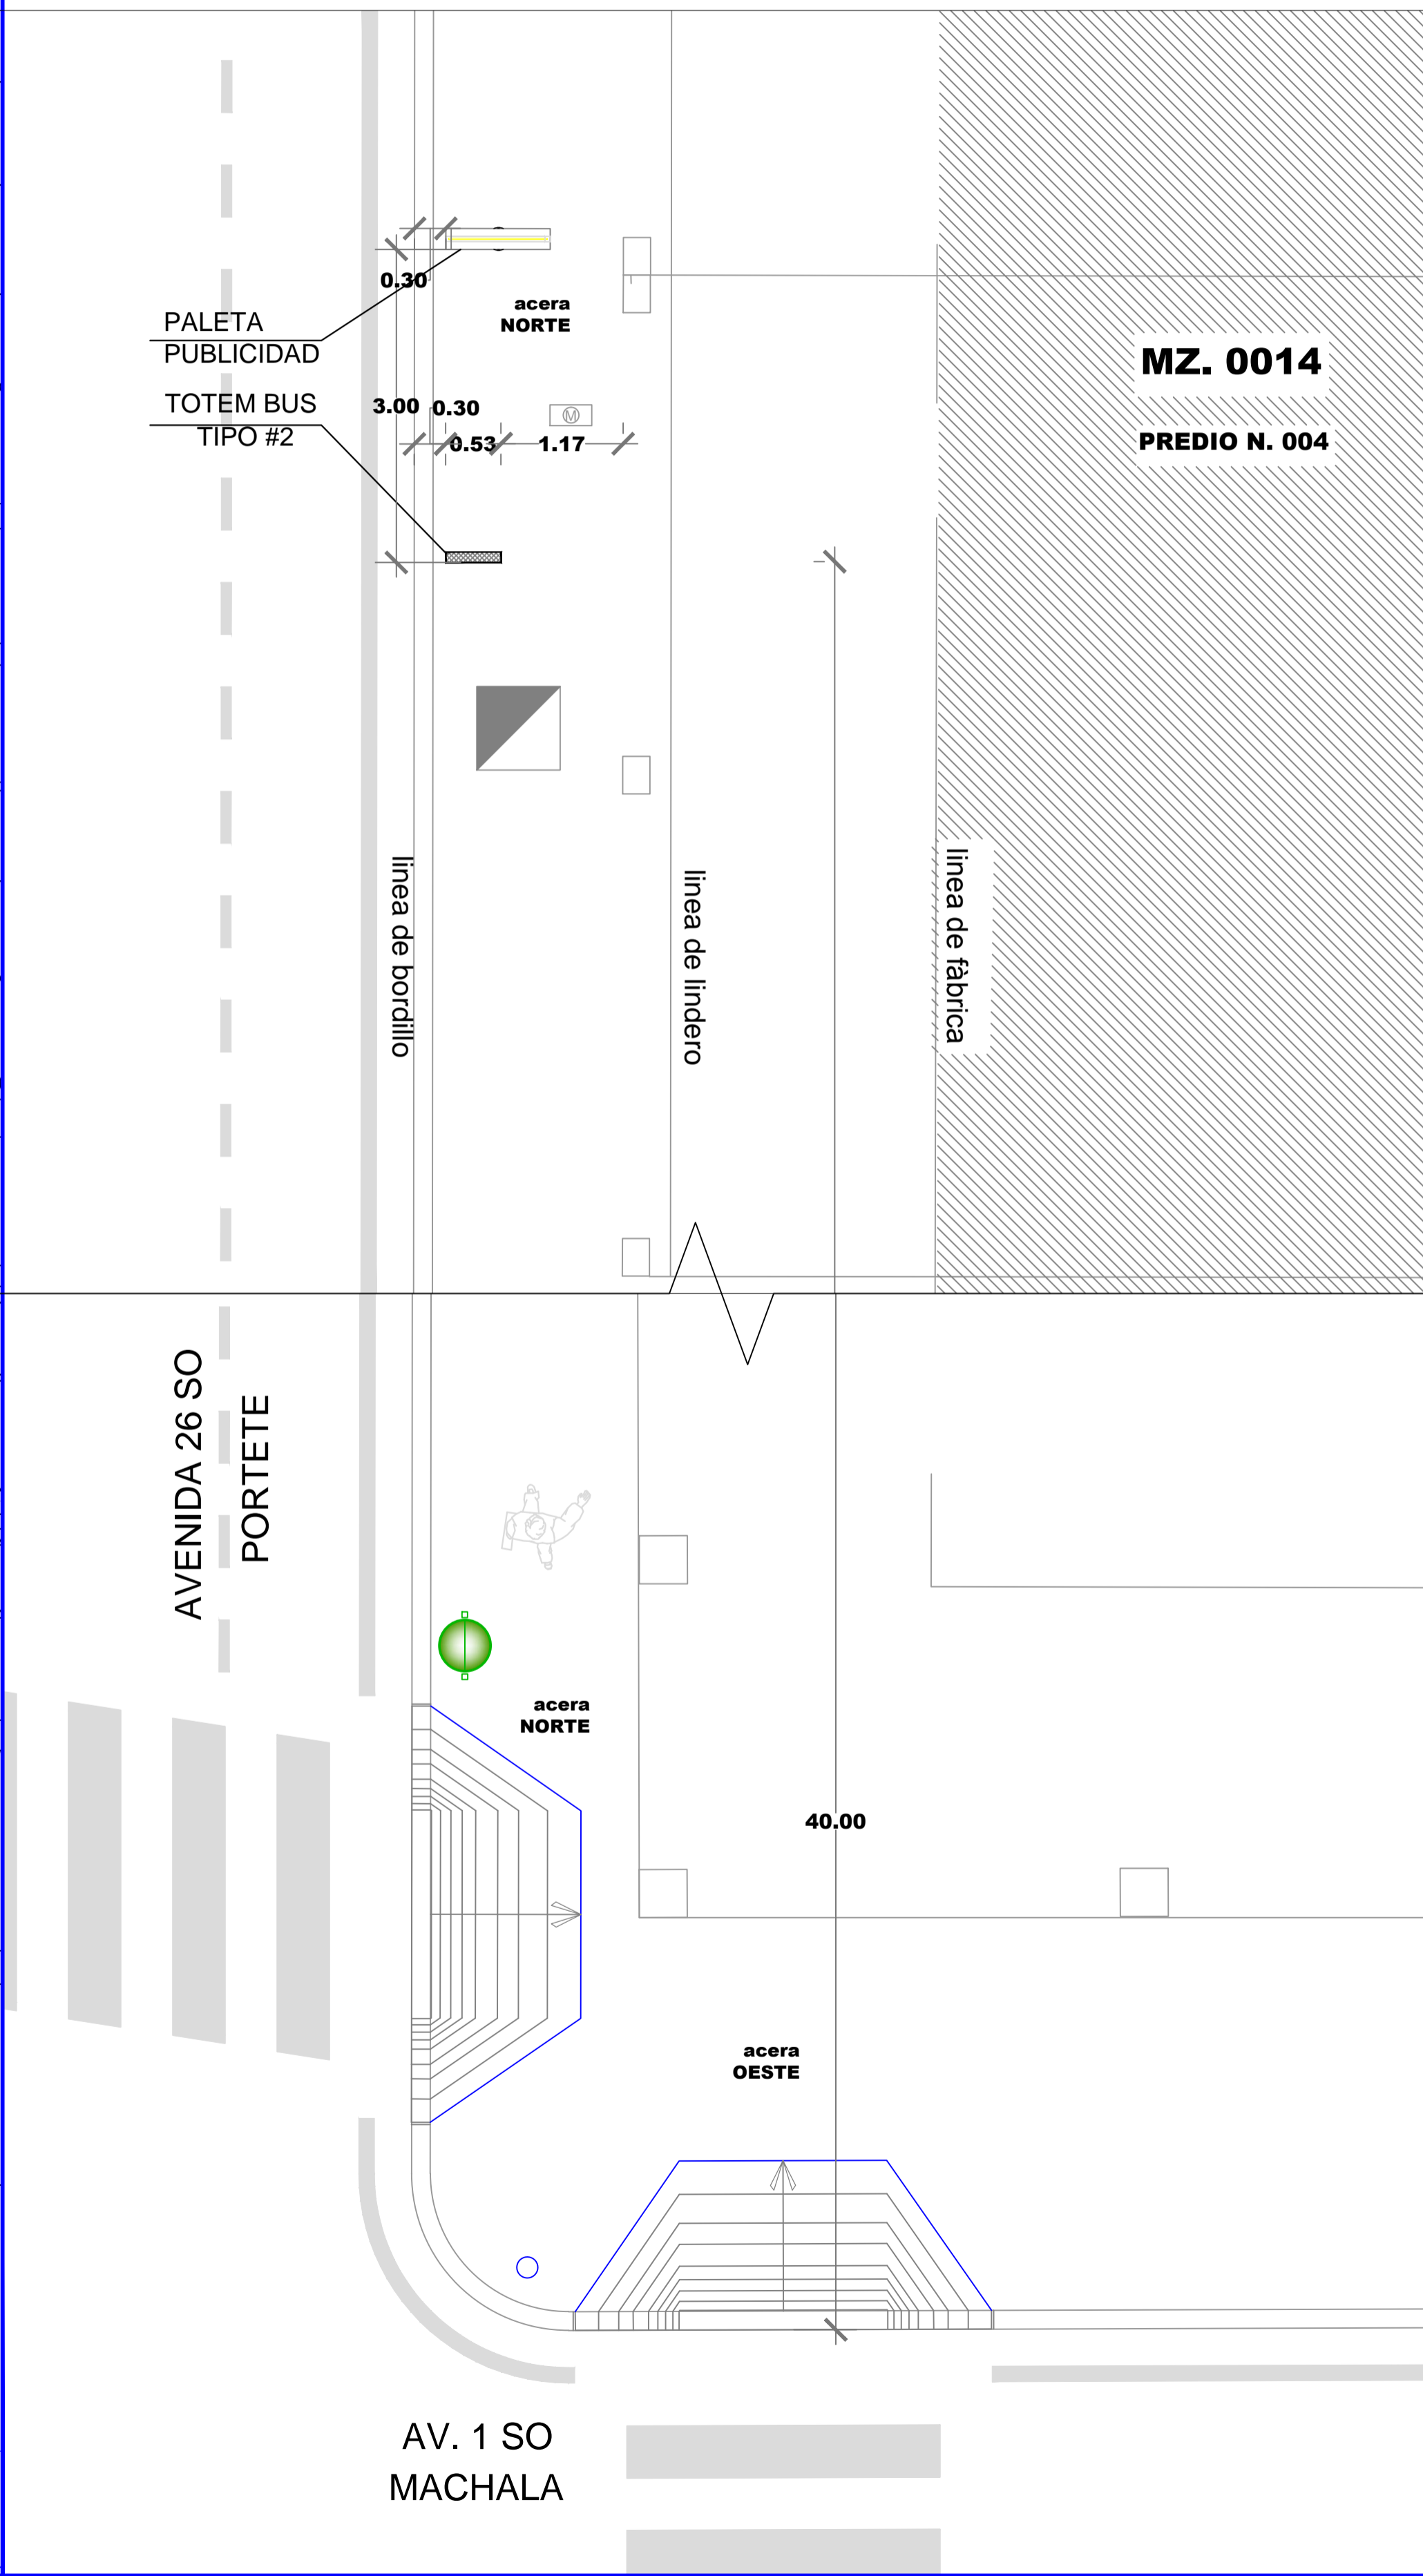 0.30
acera
NORTE
PALETA
PUBLICIDAD
MZ. 0014
TOTEM BUS
TIPO #2
3.00
0.30
M
0.53
1.17
PREDIO N. 004
linea de bordillo
linea de lindero
linea de fàbrica
AVENIDA 26 SO
PORTETE
acera
NORTE
40.00
acera
OESTE
AV. 1 SO
MACHALA